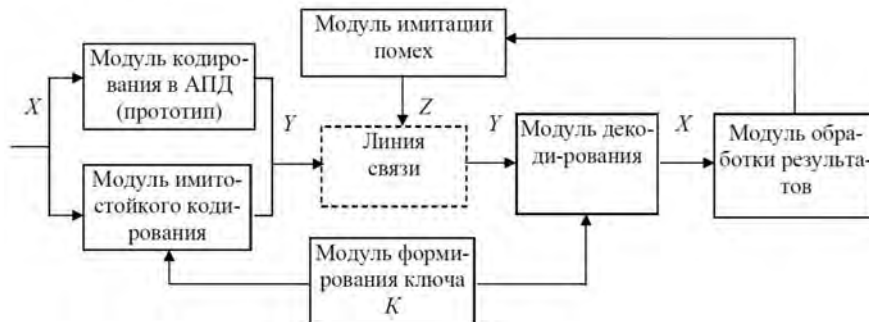 Модуль имитации
помех
Модуль кодиро-
вания в АПД
(прототип)
X
Y
Z
Линия
связи
Y
Модуль деко-
ди-рования
X
Модуль обра-
ботки результа-
тов
Модуль имито-
стойкого коди-
рования
Модуль форми-
рования ключа
K